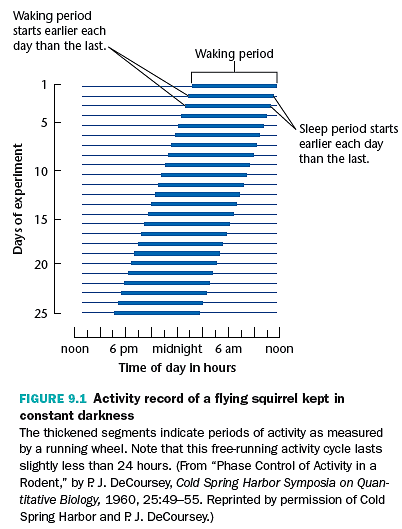 Waking period
starts earlier each
day than the last.
Waking period
Sleep period starts
earlier each day
than the last.
Days of experiment
1
5
10
15
20
25
noon 6 pm midnight 6 am noon
Time of day in hours
FIGURE 9.1 Activity record of a flying squirrel kept in
constant darkness
The thickened segments indicate periods of activity as measured
by a running wheel. Note that this free-running activity cycle lasts
slightly less than 24 hours. (From “Phase Control of Activity in a
Rodent,” by P. J. DeCoursey, Cold Spring Harbor Symposia on Quan-
titative Biology, 1960, 25:49–55. Reprinted by permission of Cold
Spring Harbor and P. J. DeCoursey.)